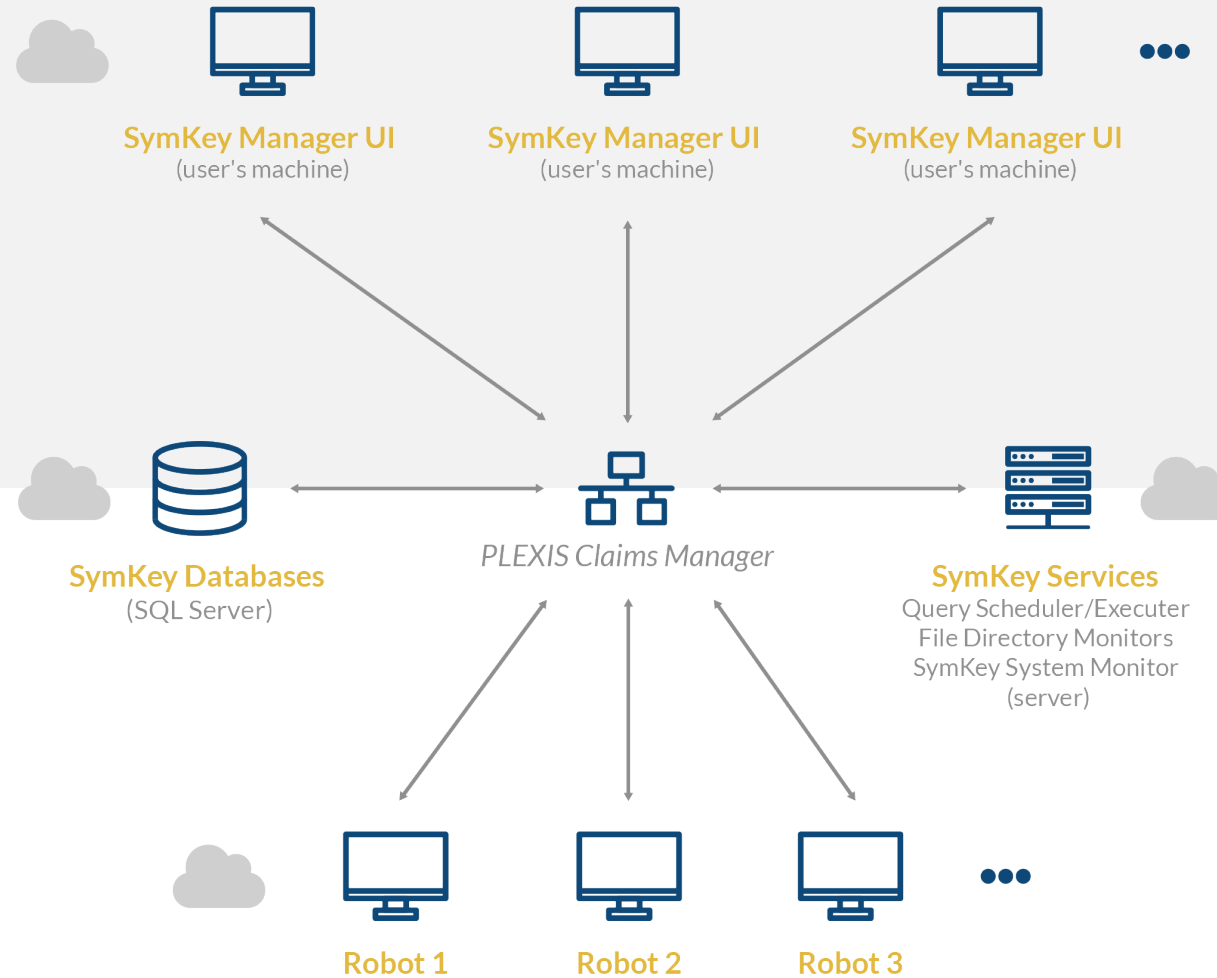 SymKey Manager UI
(user's machine)
SymKey Manager UI
(user's machine)
SymKey Manager UI
(user's machine)
SymKey Databases
(SQL Server)
PLEXIS Claims Manager
SymKey Services
Query Scheduler/Executer
File Directory Monitors
SymKey System Monitor
(server)
Robot 1
Robot 2
Robot 3